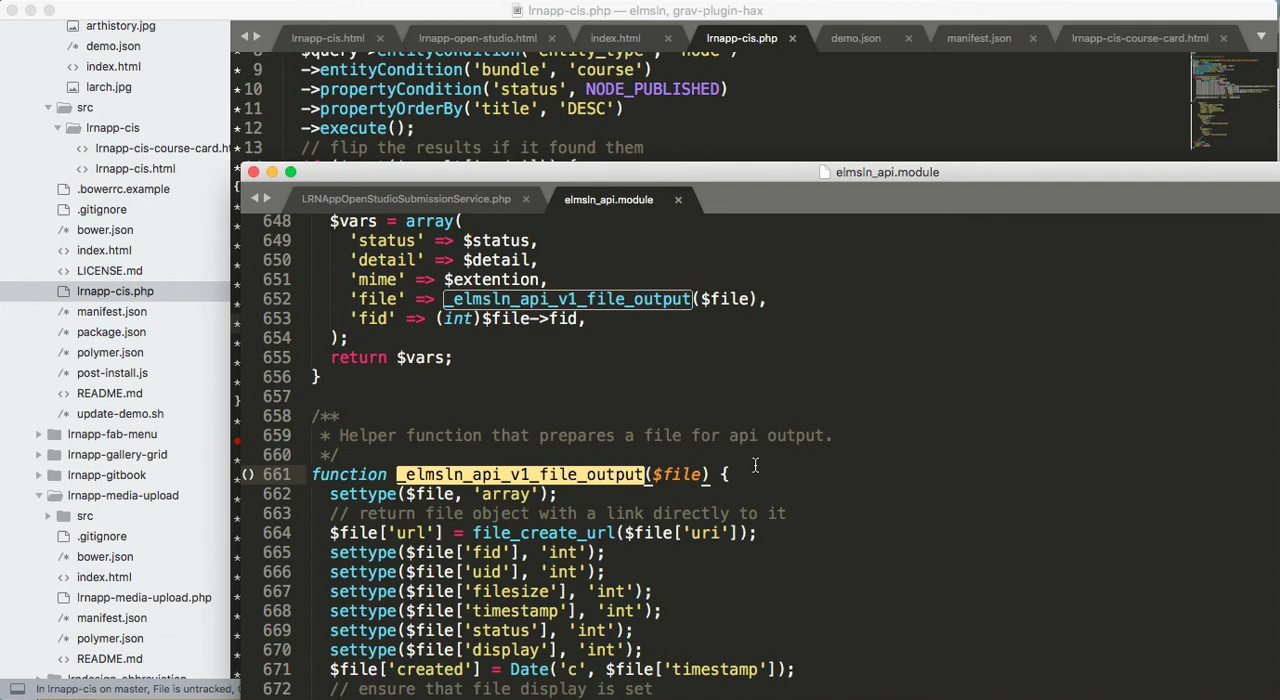 lrnapp-cis.php — elmsln, grav-plugin-hax
arthistory.jpg
demo.json
index.html
larch.jpg
src
lrnapp-cis
lrnapp-cis-course-card.ht
lrnapp-cis.html
.bowerrc.example
.gitignore
bower.json
index.html
LICENSE.md
lrnapp-cis.php
manifest.json
package.json
polymer.json
post-install.js
README.md
update-demo.sh
lrnapp-fab-menu
lrnapp-gallery-grid
lrnapp-gitbook
lrnapp-media-upload
src
.gitignore
bower.json
index.html
lrnapp-media-upload.php
manifest.json
polymer.json
README.md
In lrnapp-cis on master, File is untracked,
lrnapp-cis.html
lrnapp-open-studio.html
index.html
lrnapp-cis.php
demo.json
manifest.json
lrnapp-cis-course-card.html
9 ->entityCondition('bundle', 'course')
10 ->propertyCondition('status', NODE_PUBLISHED)
11 ->propertyOrderBy('title', 'DESC')
12 ->execute();
13 // flip the results if it found them
elmsln_api.module
LRNAppOpenStudioSubmissionService.php
elmsln_api.module
648 $vars = array(
649 'status' => $status,
650 'detail' => $detail,
651 'mime' => $extention,
652 'file' => _elmsln_api_v1_file_output($file),
653 'fid' => (int)$file->fid,
654 );
655 return $vars;
656 }
657
658 /**
659 * Helper function that prepares a file for api output.
660 */
661 function _elmsln_api_v1_file_output($file) {
662 settype($file, 'array');
663 // return file object with a link directly to it
664 $file['url'] = file_create_url($file['uri']);
665 settype($file['fid'], 'int');
666 settype($file['uid'], 'int');
667 settype($file['filesize'], 'int');
668 settype($file['timestamp'], 'int');
669 settype($file['status'], 'int');
670 settype($file['display'], 'int');
671 $file['created'] = Date('c', $file['timestamp']);
672 // ensure that file display is set